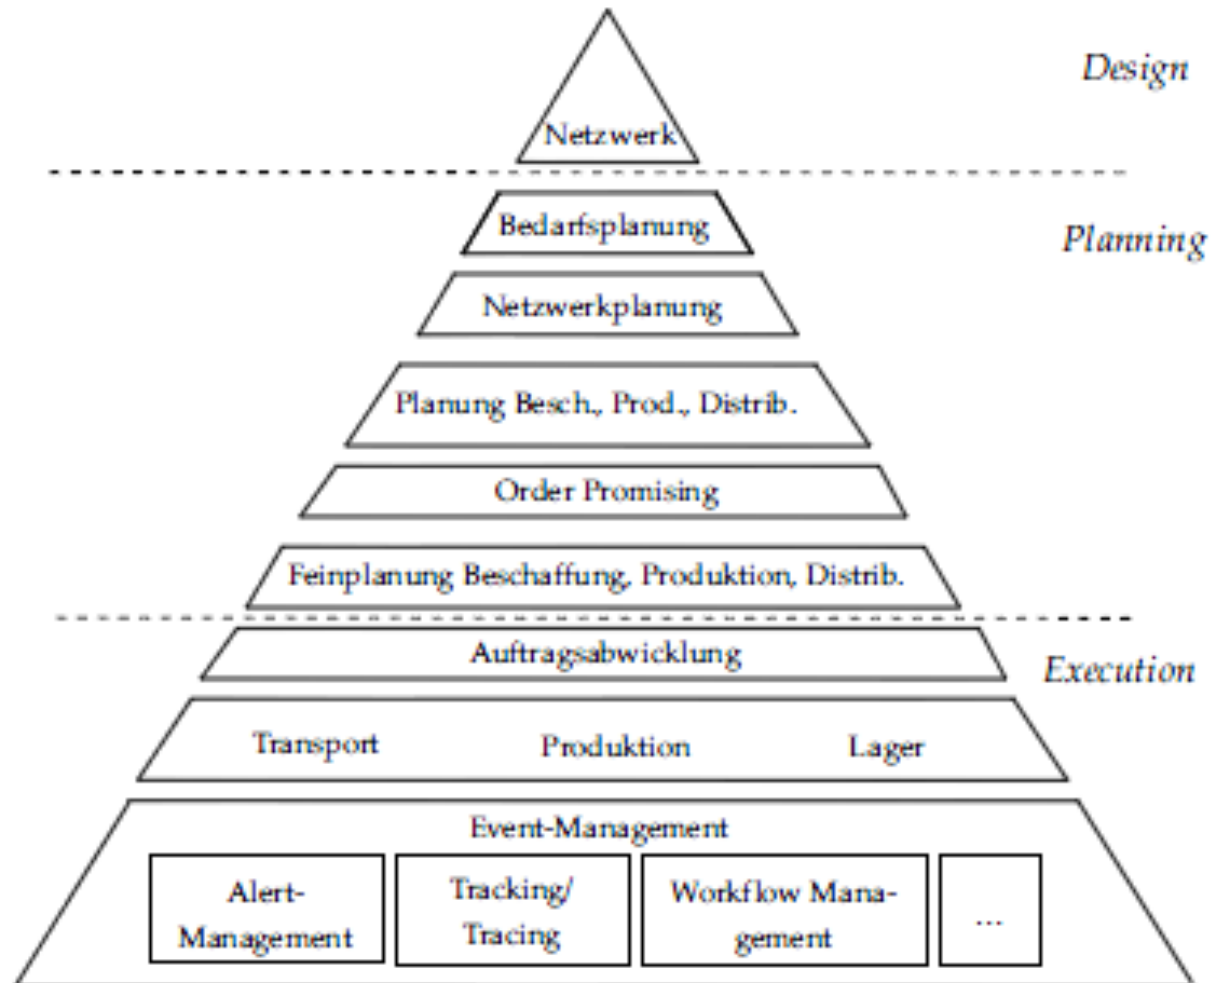 Design
Netzwerk
Bedarfsplanung
Planning
Netzwerkplanung
Planung Besch., Prod., Distrib.
Order Promising
Feinplanung Beschaffung, Produktion, Distrib.
Auftragsabwicklung
Execution
Transport Produktion Lager
Event-Management
Alert-
Management
Tracking/
Tracing
Workflow Mana-
gement
...